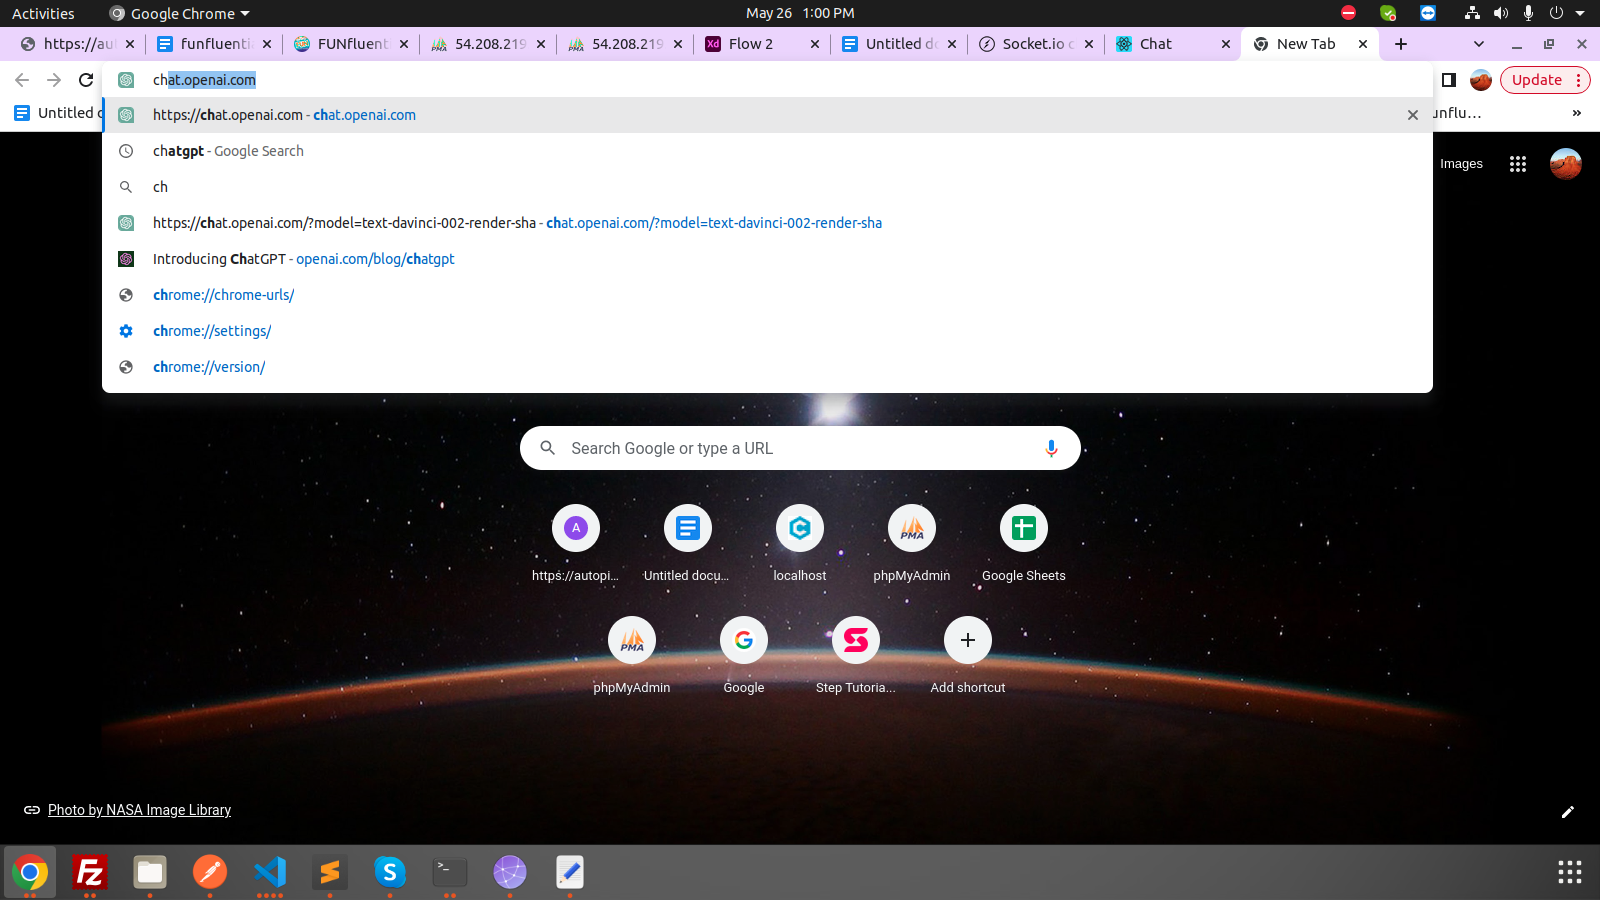 Activities
Google Chrome
May 26 1:00 PM
https://au
funfluenti
FUNfluent
54.208.219
54.208.219
Flow 2
Untitled do
Socket.io c
Chat
New Tab
chat.openai.com
Update
Untitled
https://chat.openai.com - chat.openai.com
unflu…
»
chatgpt - Google Search
Images
ch
https://chat.openai.com/?model=text-davinci-002-render-sha - chat.openai.com/?model=text-davinci-002-render-sha
Introducing ChatGPT - openai.com/blog/chatgpt
chrome://chrome-urls/
chrome://settings/
chrome://version/
Search Google or type a URL
A
PMA
https://autopi...
Untitled docu...
localhost
phpMyAdmin
Google Sheets
PMA
phpMyAdmin
Google
Step Tutoria...
Add shortcut
Photo by NASA Image Library